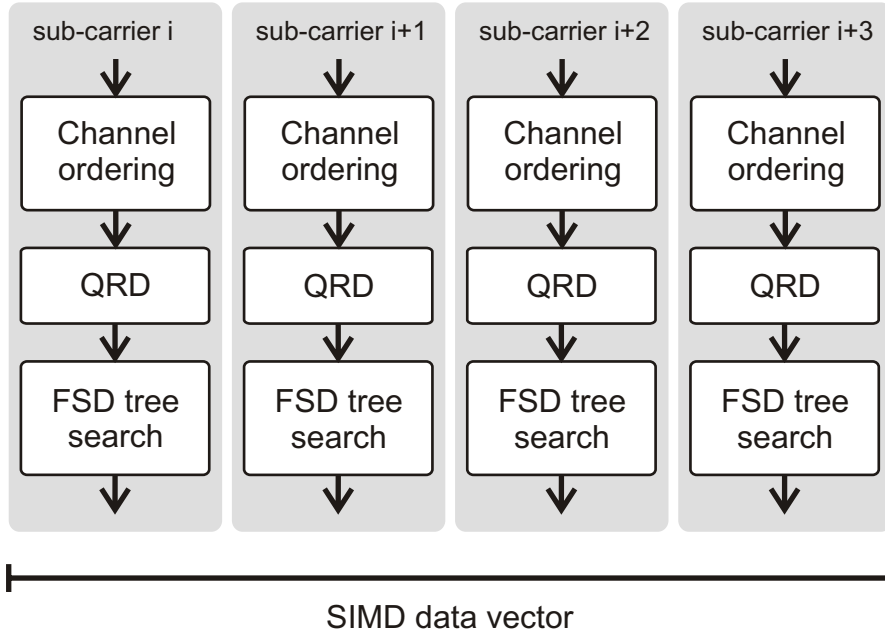 sub-carrier i
sub-carrier i+1
sub-carrier i+2
sub-carrier i+3
Channel
ordering
Channel
ordering
Channel
ordering
Channel
ordering
QRD
QRD
QRD
QRD
FSD tree
search
FSD tree
search
FSD tree
search
FSD tree
search
SIMD data vector